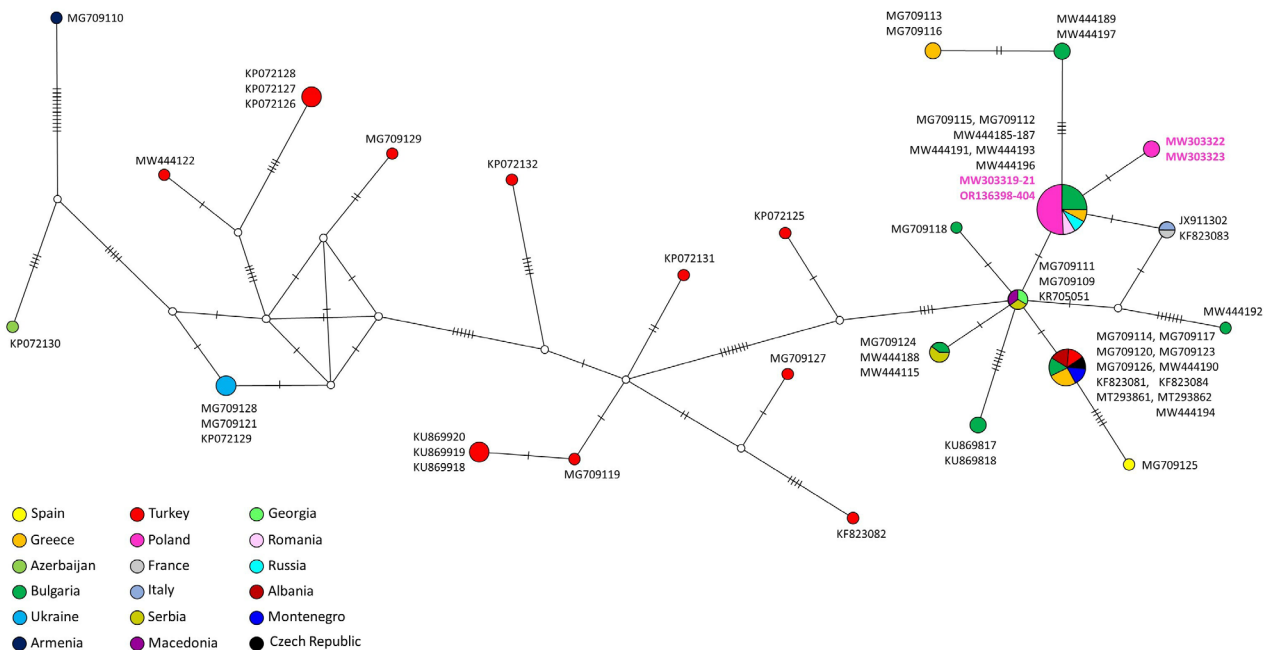 MG709110
MG709113
MG709116
MW444189
MW444197
KP072128
KP072127
KP072126
MG709115, MG709112
MW444185-187
MW444191, MW444193
MW444196
MW303319-21
OR136398-404
MW303322
MW303323
MG709129
MW444122
KP072132
KP072125
MG709118
JX911302
KF823083
KP072131
MG709111
MG709109
KR705051
MW444192
KP072130
MG709124
MW444188
MW444115
MG709114, MG709117
MG709120, MG709123
MG709126, MW444190
KF823081, KF823084
MT293861, MT293862
MW444194
MG709127
MG709128
MG709121
KP072129
KU869920
KU869919
KU869918
MG709119
KU869817
KU869818
MG709125
KF823082
Spain
Greece
Azerbaijan
Bulgaria
Ukraine
Armenia
Turkey
Poland
France
Italy
Serbia
Macedonia
Georgia
Romania
Russia
Albania
Montenegro
Czech Republic